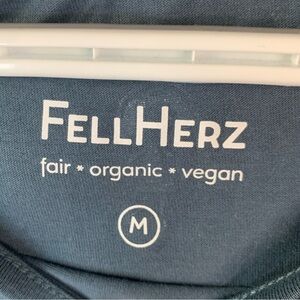 FELLHERZ
fair * organic * vegan
M